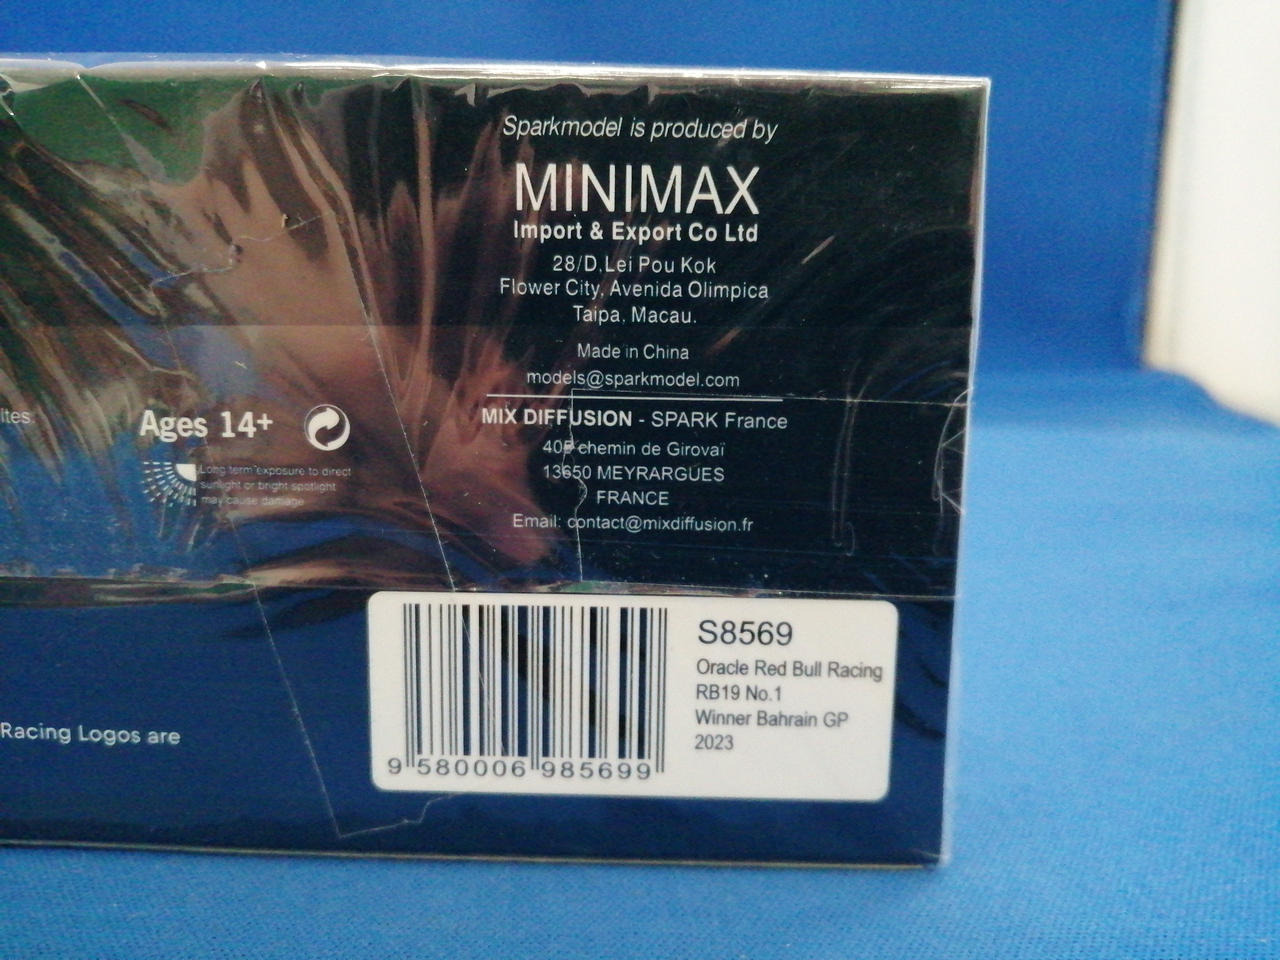 Sparkmodel is produced by
MINIMAX
Import & Export Co Ltd
28/D,Lei Pou Kok
Flower City, Avenida Olimpica
Taipa, Macau.
Made in China
models@sparkmodel.com
MIX DIFFUSION - SPARK France
chemin de Girovaï
13650 MEYRARGUES
FRANCE
Email: contact@mixdiffusion.fr
Ages 14+
Long term exposure to direct
sunlight or bright spotlight
may cause damage
Racing Logos are
S8569
Oracle Red Bull Racing
RB19 No.1
Winner Bahrain GP
2023
9 580006 985699